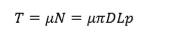 T = μN = μπDLp